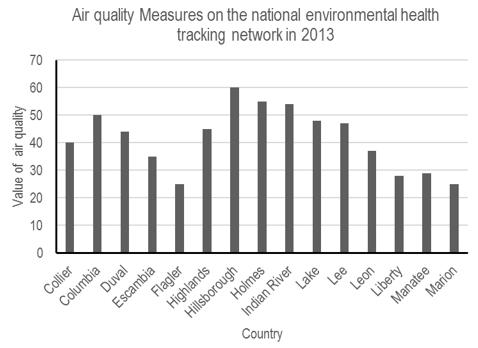 Air quality Measures on the national environmental health
tracking network in 2013
Value of air quality
70
60
50
40
30
20
10
0
Collier
Columbia
Duval
Escambia
Flagler
Highlands
Hillsborough
Holmes
Indian River
Lake
Lee
Leon
Liberty
Manatee
Marion
Country